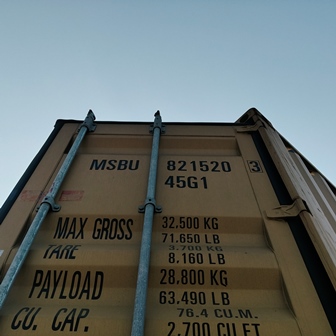 MSBU 821520 3
45G1
MAX GROSS 32,500 KG
71,650 LB
TARE 3,700 KG
8,160 LB
PAYLOAD 28,800 KG
63,490 LB
CU. CAP. 76.4 CU.M.
2,700 CU.FT